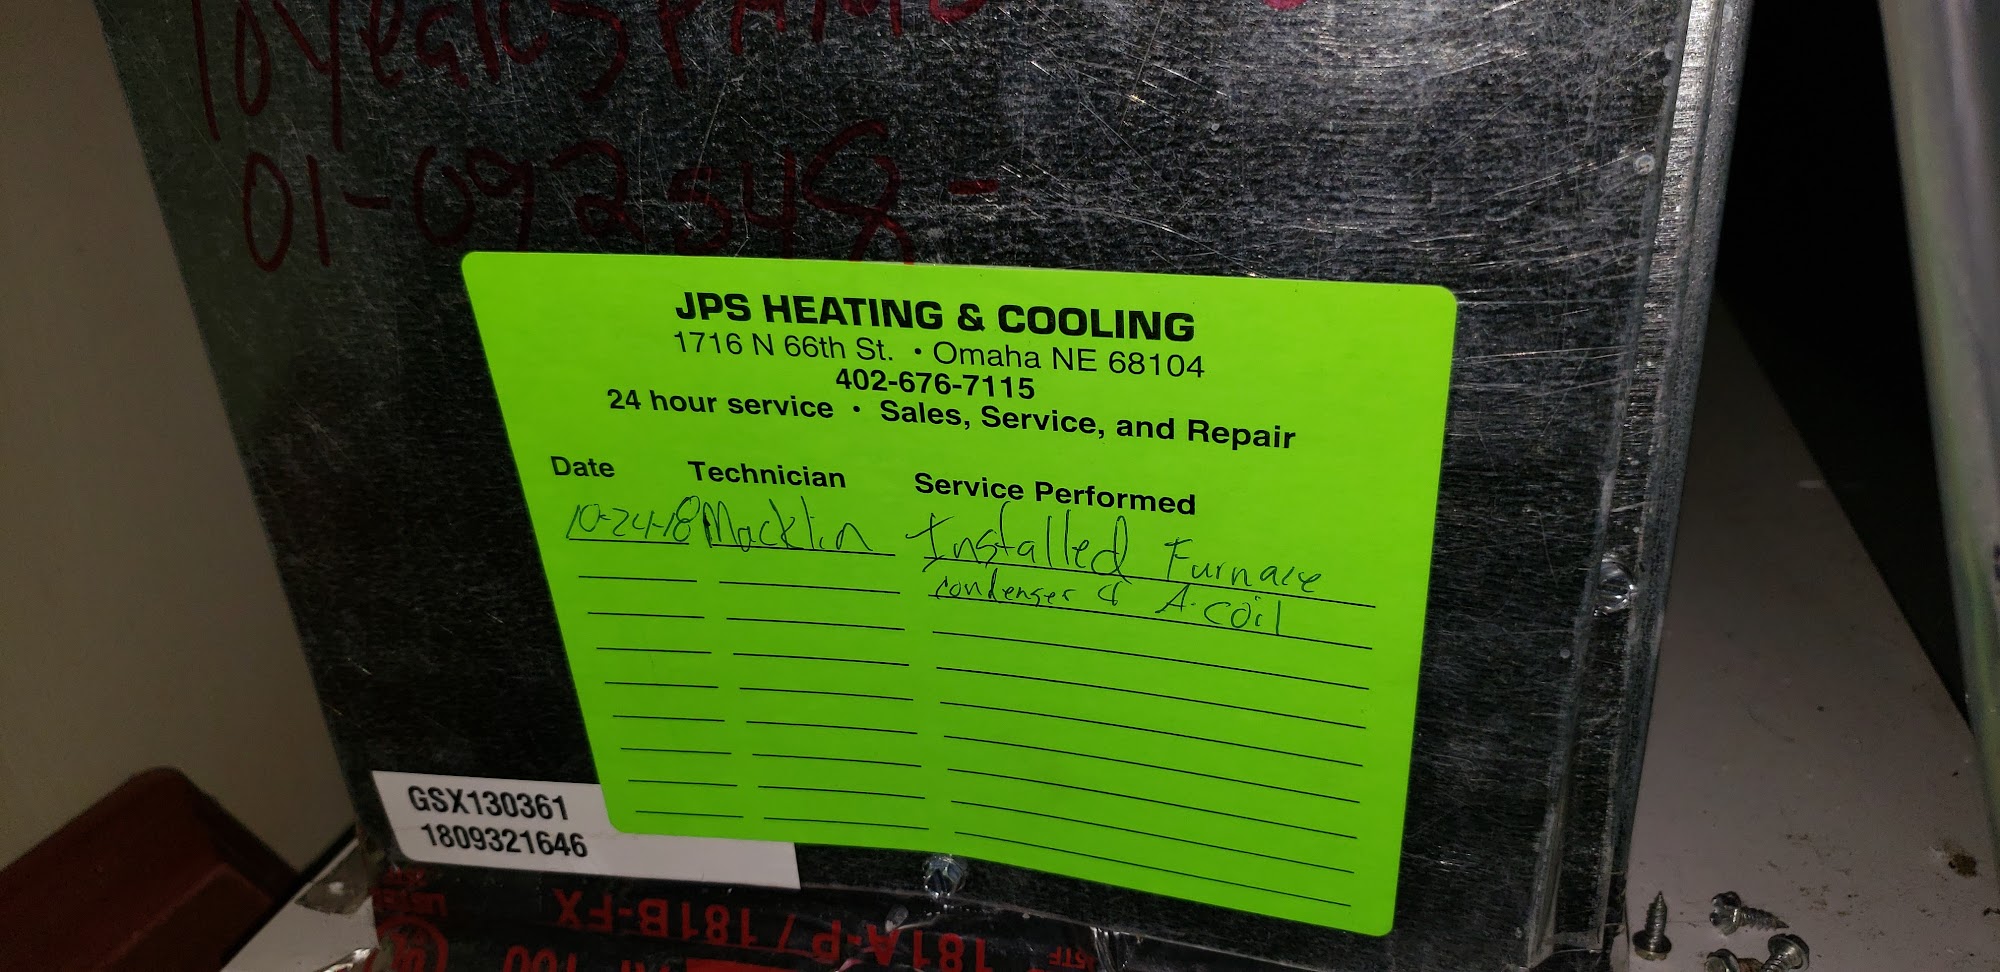 10 Year
01-092548-
JPS HEATING & COOLING
1716 N 66th St. • Omaha NE 68104
402-676-7115
24 hour service • Sales, Service, and Repair
Date Technician Service Performed
10-24-18 Macklin Installed Furnace
condenser & A-coil
GSX130361
1809321646
181A-P / 181B-FX